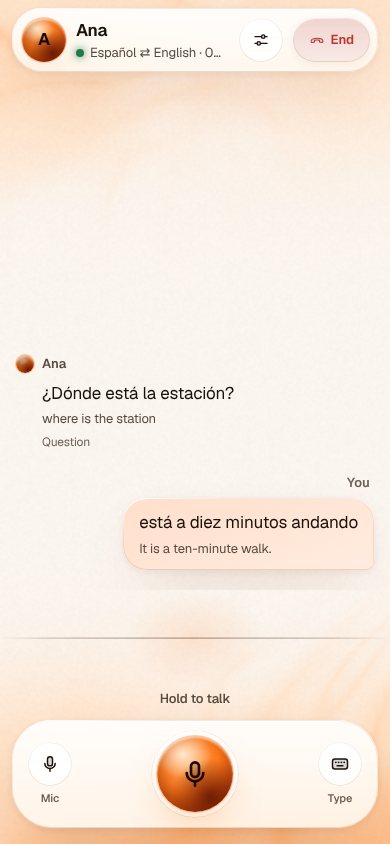 A
Ana
Español ⇄ English · 0...
End
Ana
¿Dónde está la estación?
where is the station
Question
You
está a diez minutos andando
It is a ten-minute walk.
Hold to talk
Mic
Type